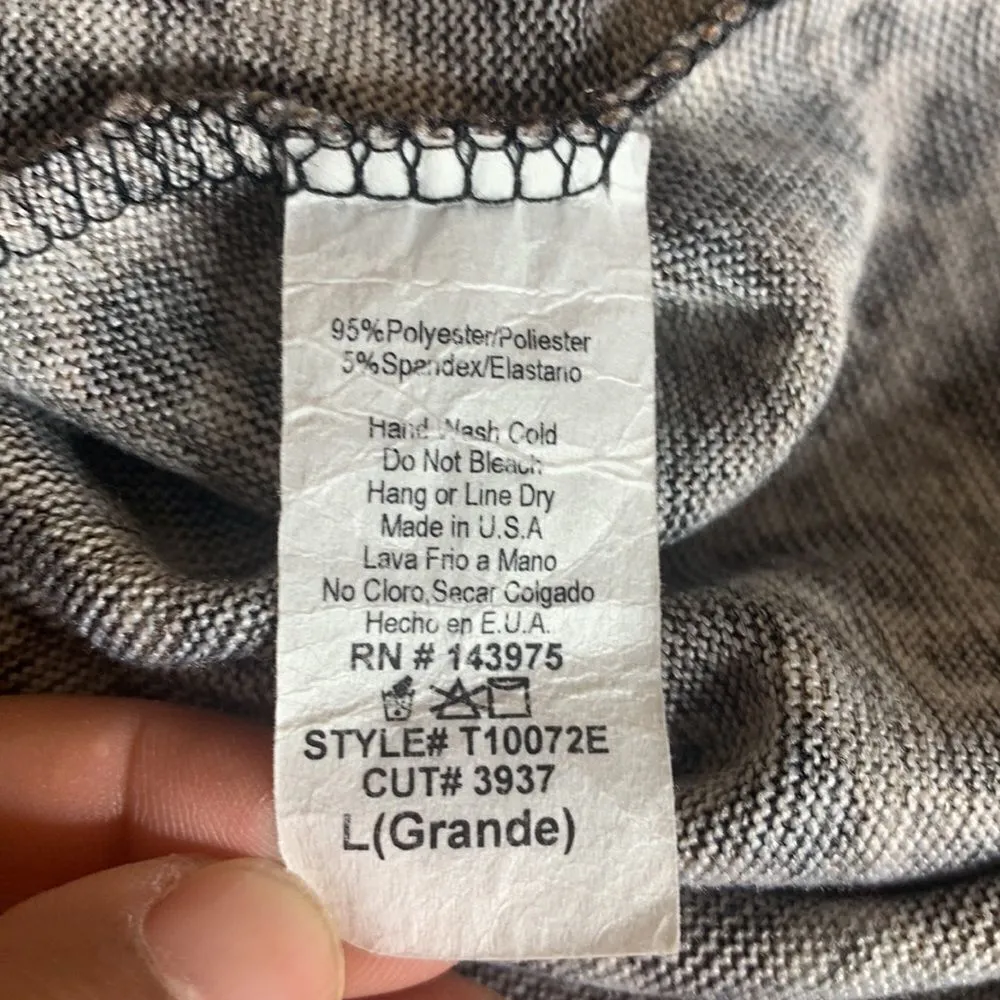 95%Polyester/Poliester
5%Spandex/Elastano
Hand Wash Cold
Do Not Bleach
Hang or Line Dry
Made in U.S.A
Lava Frio a Mano
No Cloro,Secar Colgado
Hecho en E.U.A.
RN # 143975
STYLE# T10072E
CUT# 3937
L(Grande)